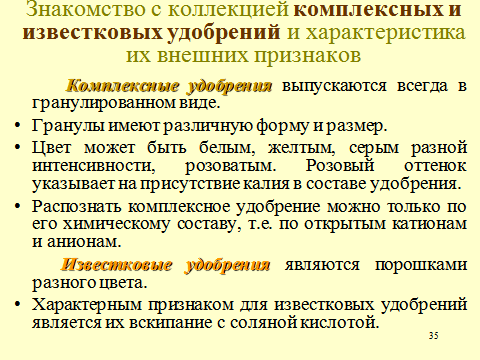 Знакомство с коллекцией комплексных и
известковых удобрений и характеристика
их внешних признаков
Комплексные удобрения выпускаются всегда в
гранулированном виде.
• Гранулы имеют различную форму и размер.
• Цвет может быть белым, желтым, серым разной
интенсивности, розоватым. Розовый оттенок
указывает на присутствие калия в составе удобрения.
• Распознать комплексное удобрение можно только по
его химическому составу, т.е. по открытым катионам
и анионам.
Известковые удобрения являются порошками
разного цвета.
• Характерным признаком для известковых удобрений
является их вскипание с соляной кислотой.
35